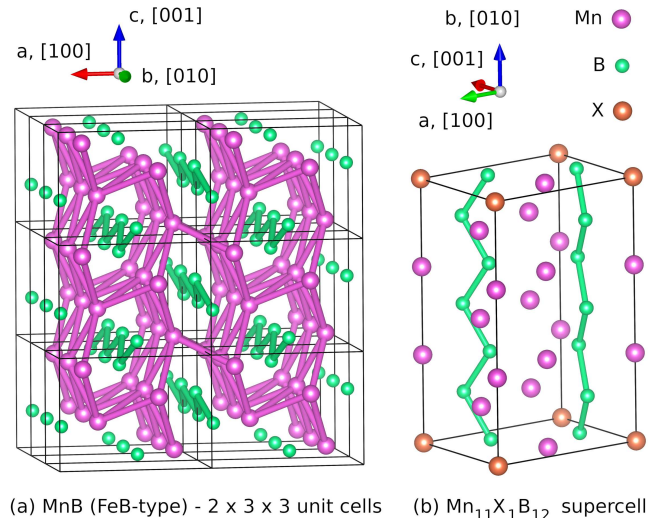 c, [001]
a, [100]
b, [010]
b, [010]
c, [001]
a, [100]
Mn
B
X
(a) MnB (FeB-type) - 2 x 3 x 3 unit cells
(b) Mn₁₁X₁B₁₂ supercell